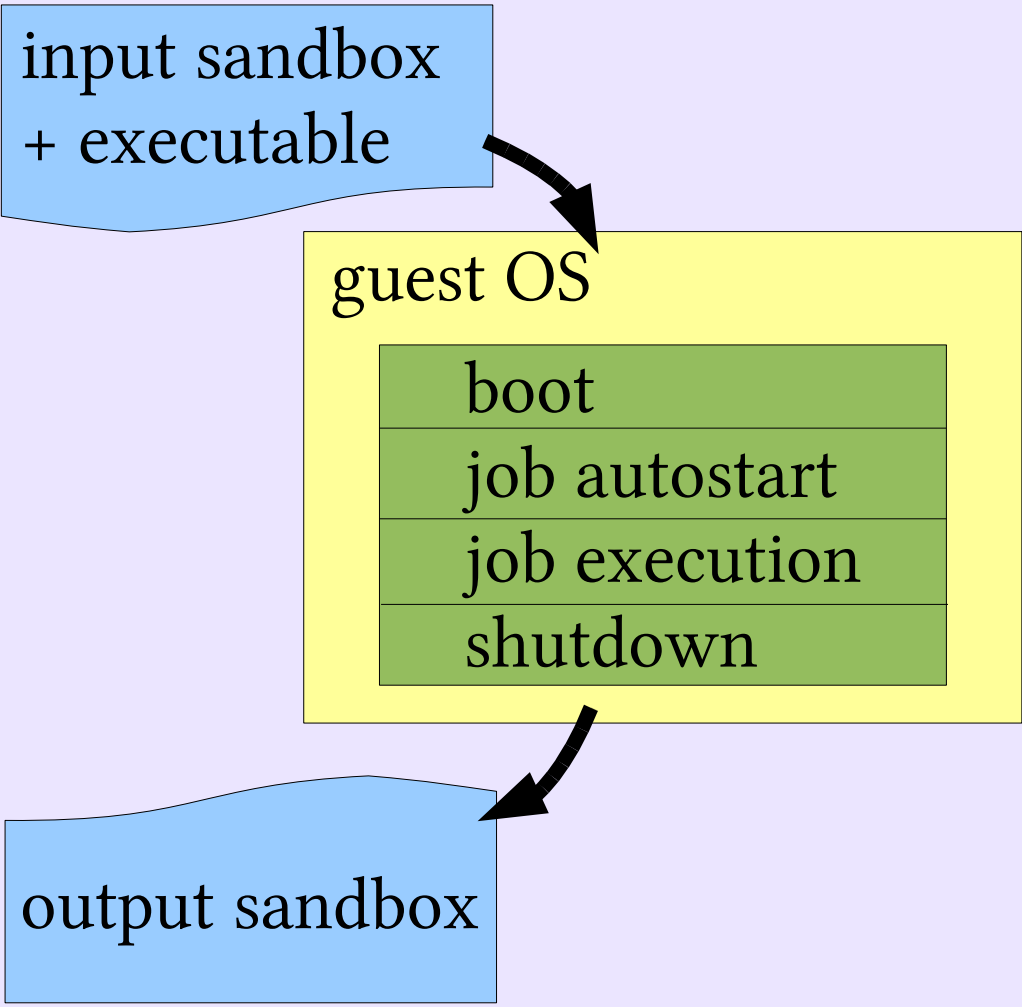 input sandbox
+ executable
guest OS
boot
job autostart
job execution
shutdown
output sandbox